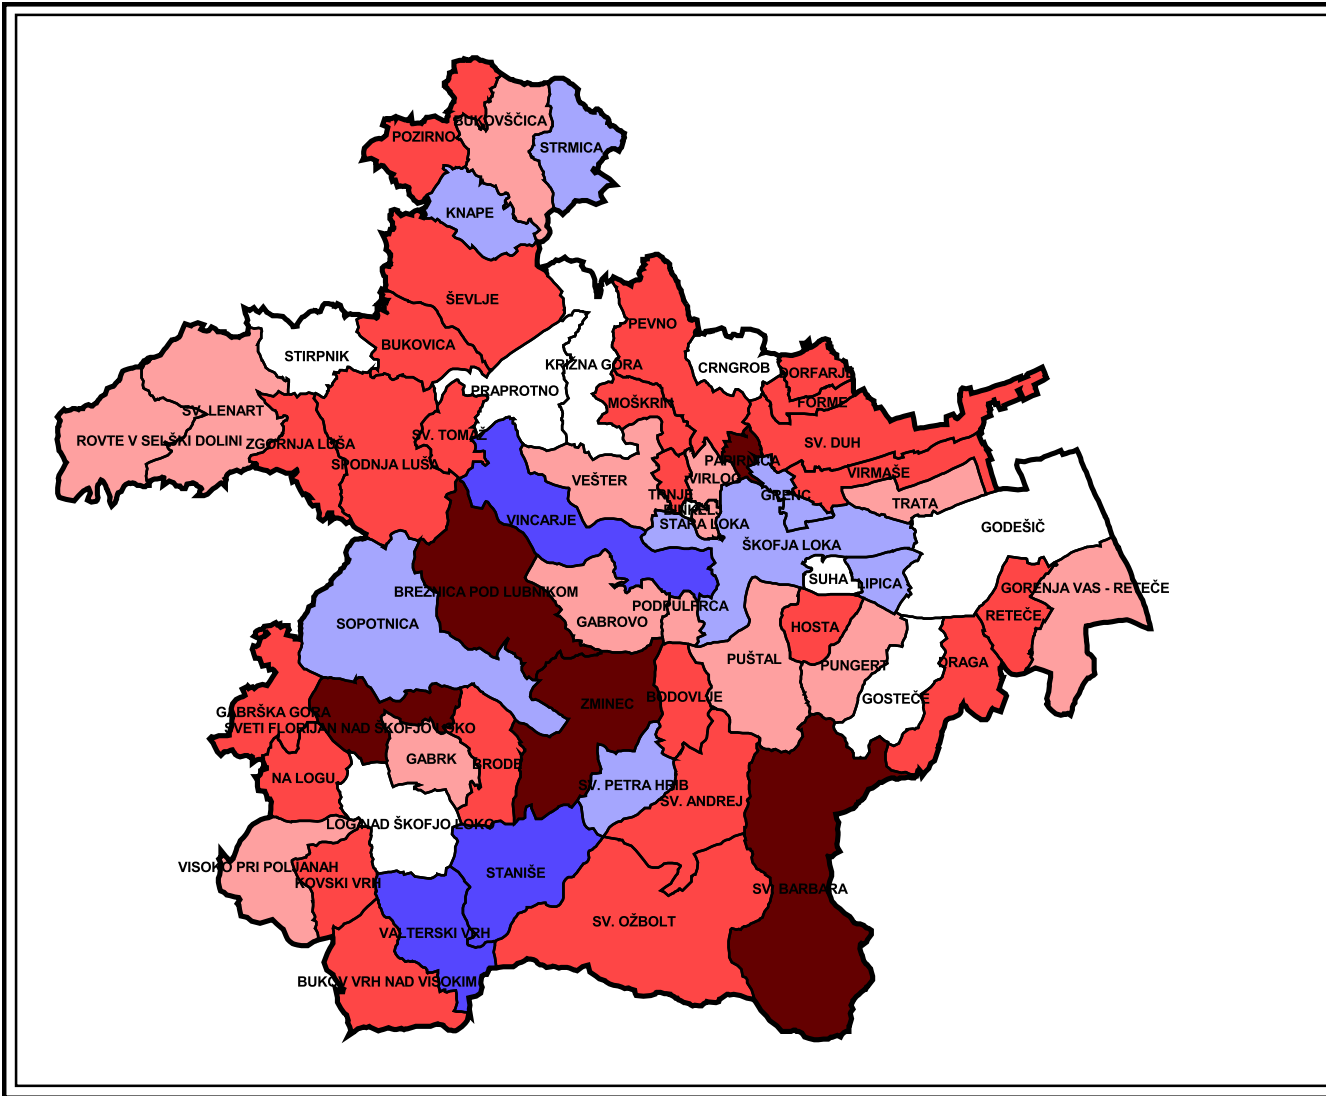 BUKOVŠČICA
POZIRNO
STRMICA
KNAPE
ŠEVLJE
PEVNO
BUKOVICA
STIRPNIK
KRIŽNA GORA
CRNGROB
DORFARJE
PRAPROTNO
MOŠKRIN
FORME
SV. LENART
SV. TOMAŽ
ROVTE V SELŠKI DOLINI
ZGORNJA LUŠA
SV. DUH
PAPIRNICA
SPODNJA LUŠA
VIRMAŠE
VEŠTER
VIRLOG
TRNJE
GRENC
TRATA
BINKELJ
VINCARJE
STARA LOKA
GODEŠIČ
ŠKOFJA LOKA
SUHA
LIPICA
BREZNICA POD LUBNIKOM
GORENJA VAS - RETEČE
PODPULFRCA
RETEČE
SOPOTNICA
GABROVO
HOSTA
PUŠTAL
PUNGERT
DRAGA
BODOVLJE
GOSTEČE
ZMINEC
GABRŠKA GORA
SVETI FLORIJAN NAD ŠKOFJO LOKO
GABRK
BRODE
NA LOGU
SV. PETRA HRIB
SV. ANDREJ
LOG NAD ŠKOFJO LOKO
VISOKO PRI POLJANAH
STANIŠE
KOVSKI VRH
SV. BARBARA
SV. OŽBOLT
VALTERSKI VRH
BUKOV VRH NAD VISOKIM